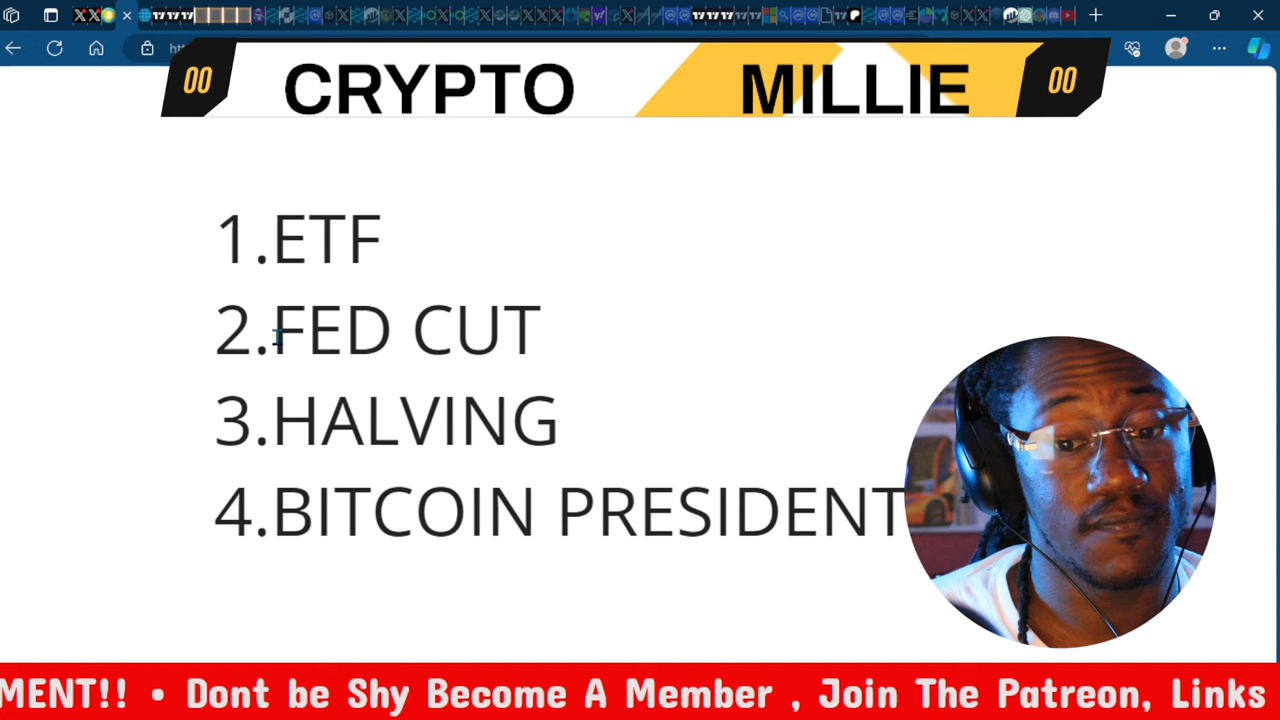 00 CRYPTO MILLIE 00
1.ETF
2.FED CUT
3.HALVING
4.BITCOIN PRESIDENT
MENT!! • Dont be Shy Become A Member , Join The Patreon, Links